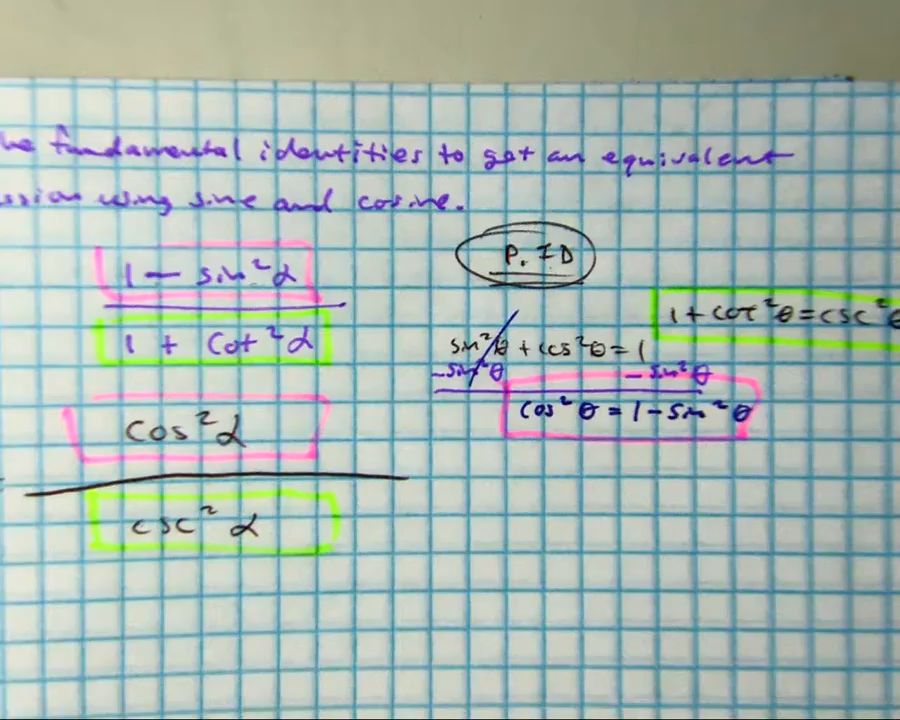 he fundamental identities to get an equivalent
ssion using sine and cosine.
1 - sin²α
1 + cot²α
cos²α
csc²α
P. ID
sin²θ + cos²θ = 1
-sin²θ -sin²θ
cos²θ = 1 - sin²θ
1 + cot²θ = csc²θ